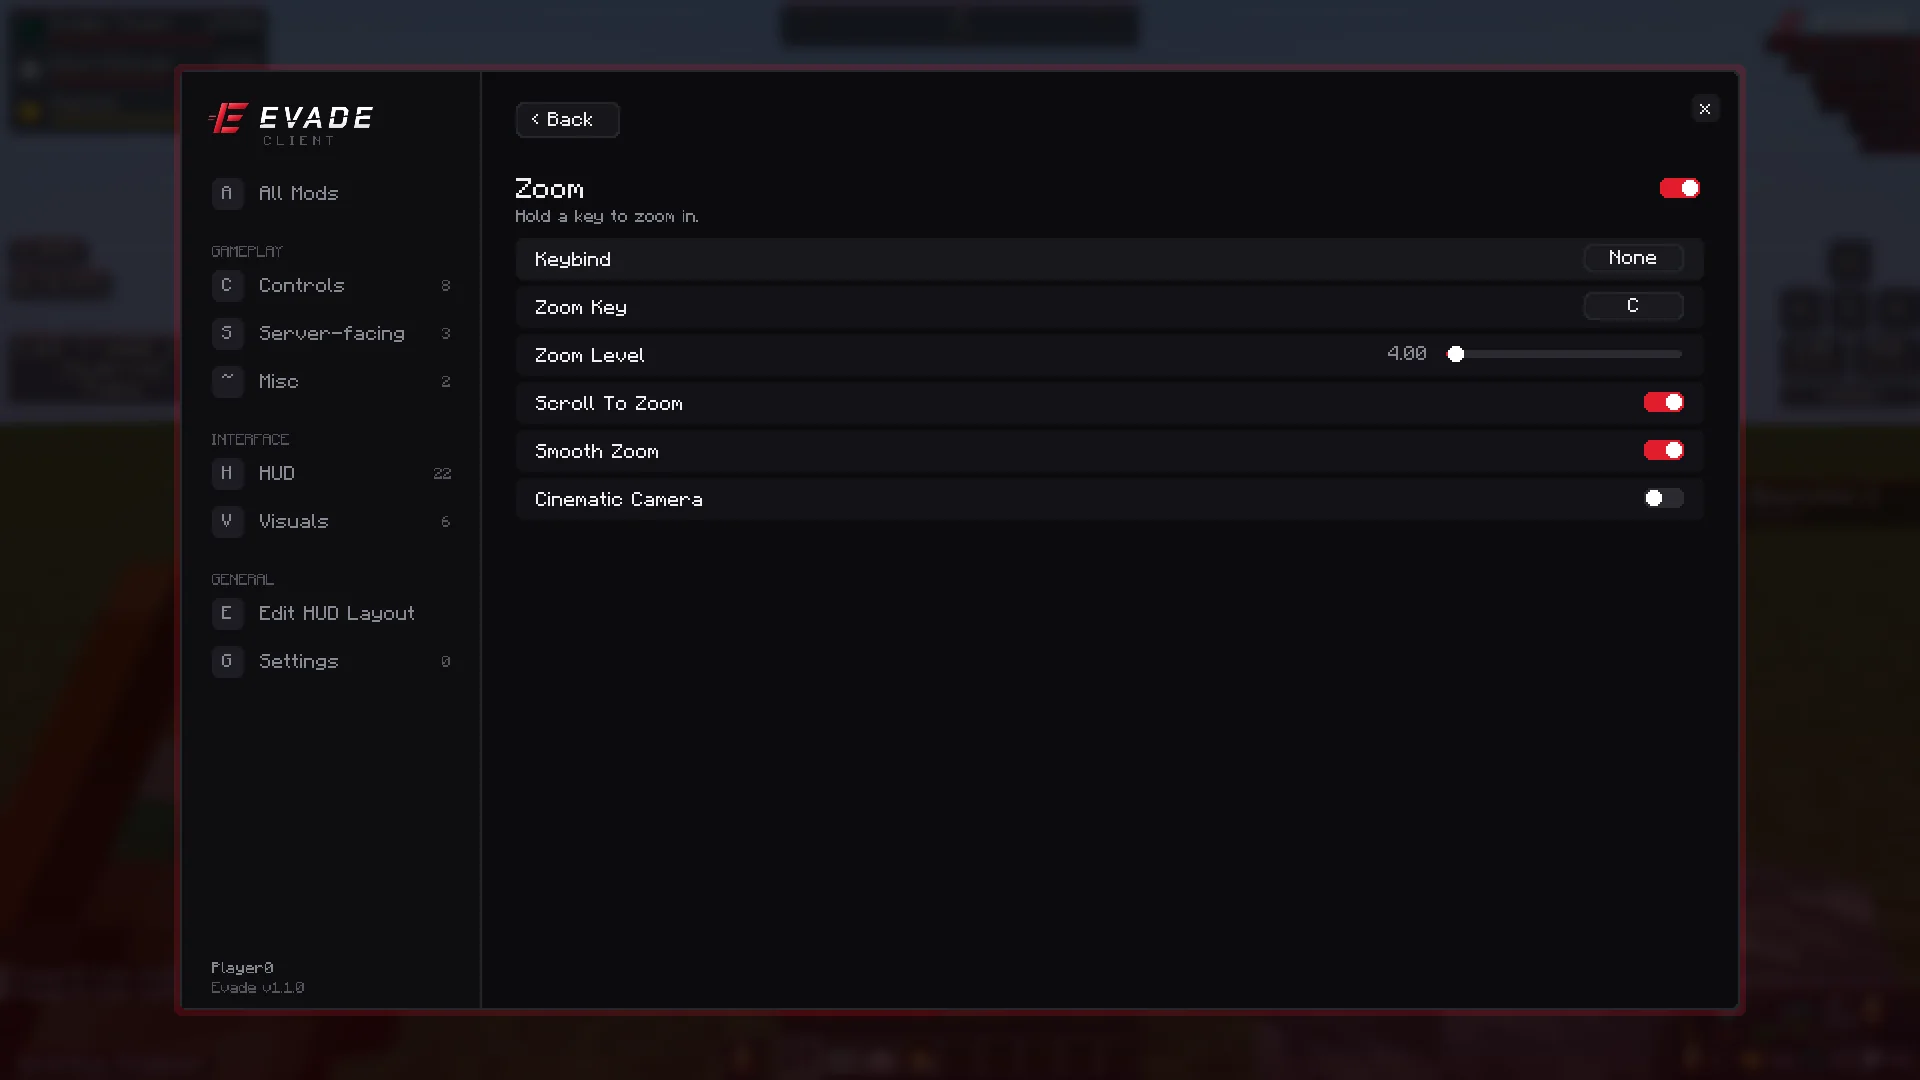 EVADE
CLIENT
A All Mods
GAMEPLAY
C Controls 8
S Server-facing 3
~ Misc 2
INTERFACE
H HUD 22
V Visuals 6
GENERAL
E Edit HUD Layout
G Settings 0
Player0
Evade v1.1.0
< Back
×
Zoom
Hold a key to zoom in.
Keybind None
Zoom Key C
Zoom Level 4.00
Scroll To Zoom
Smooth Zoom
Cinematic Camera